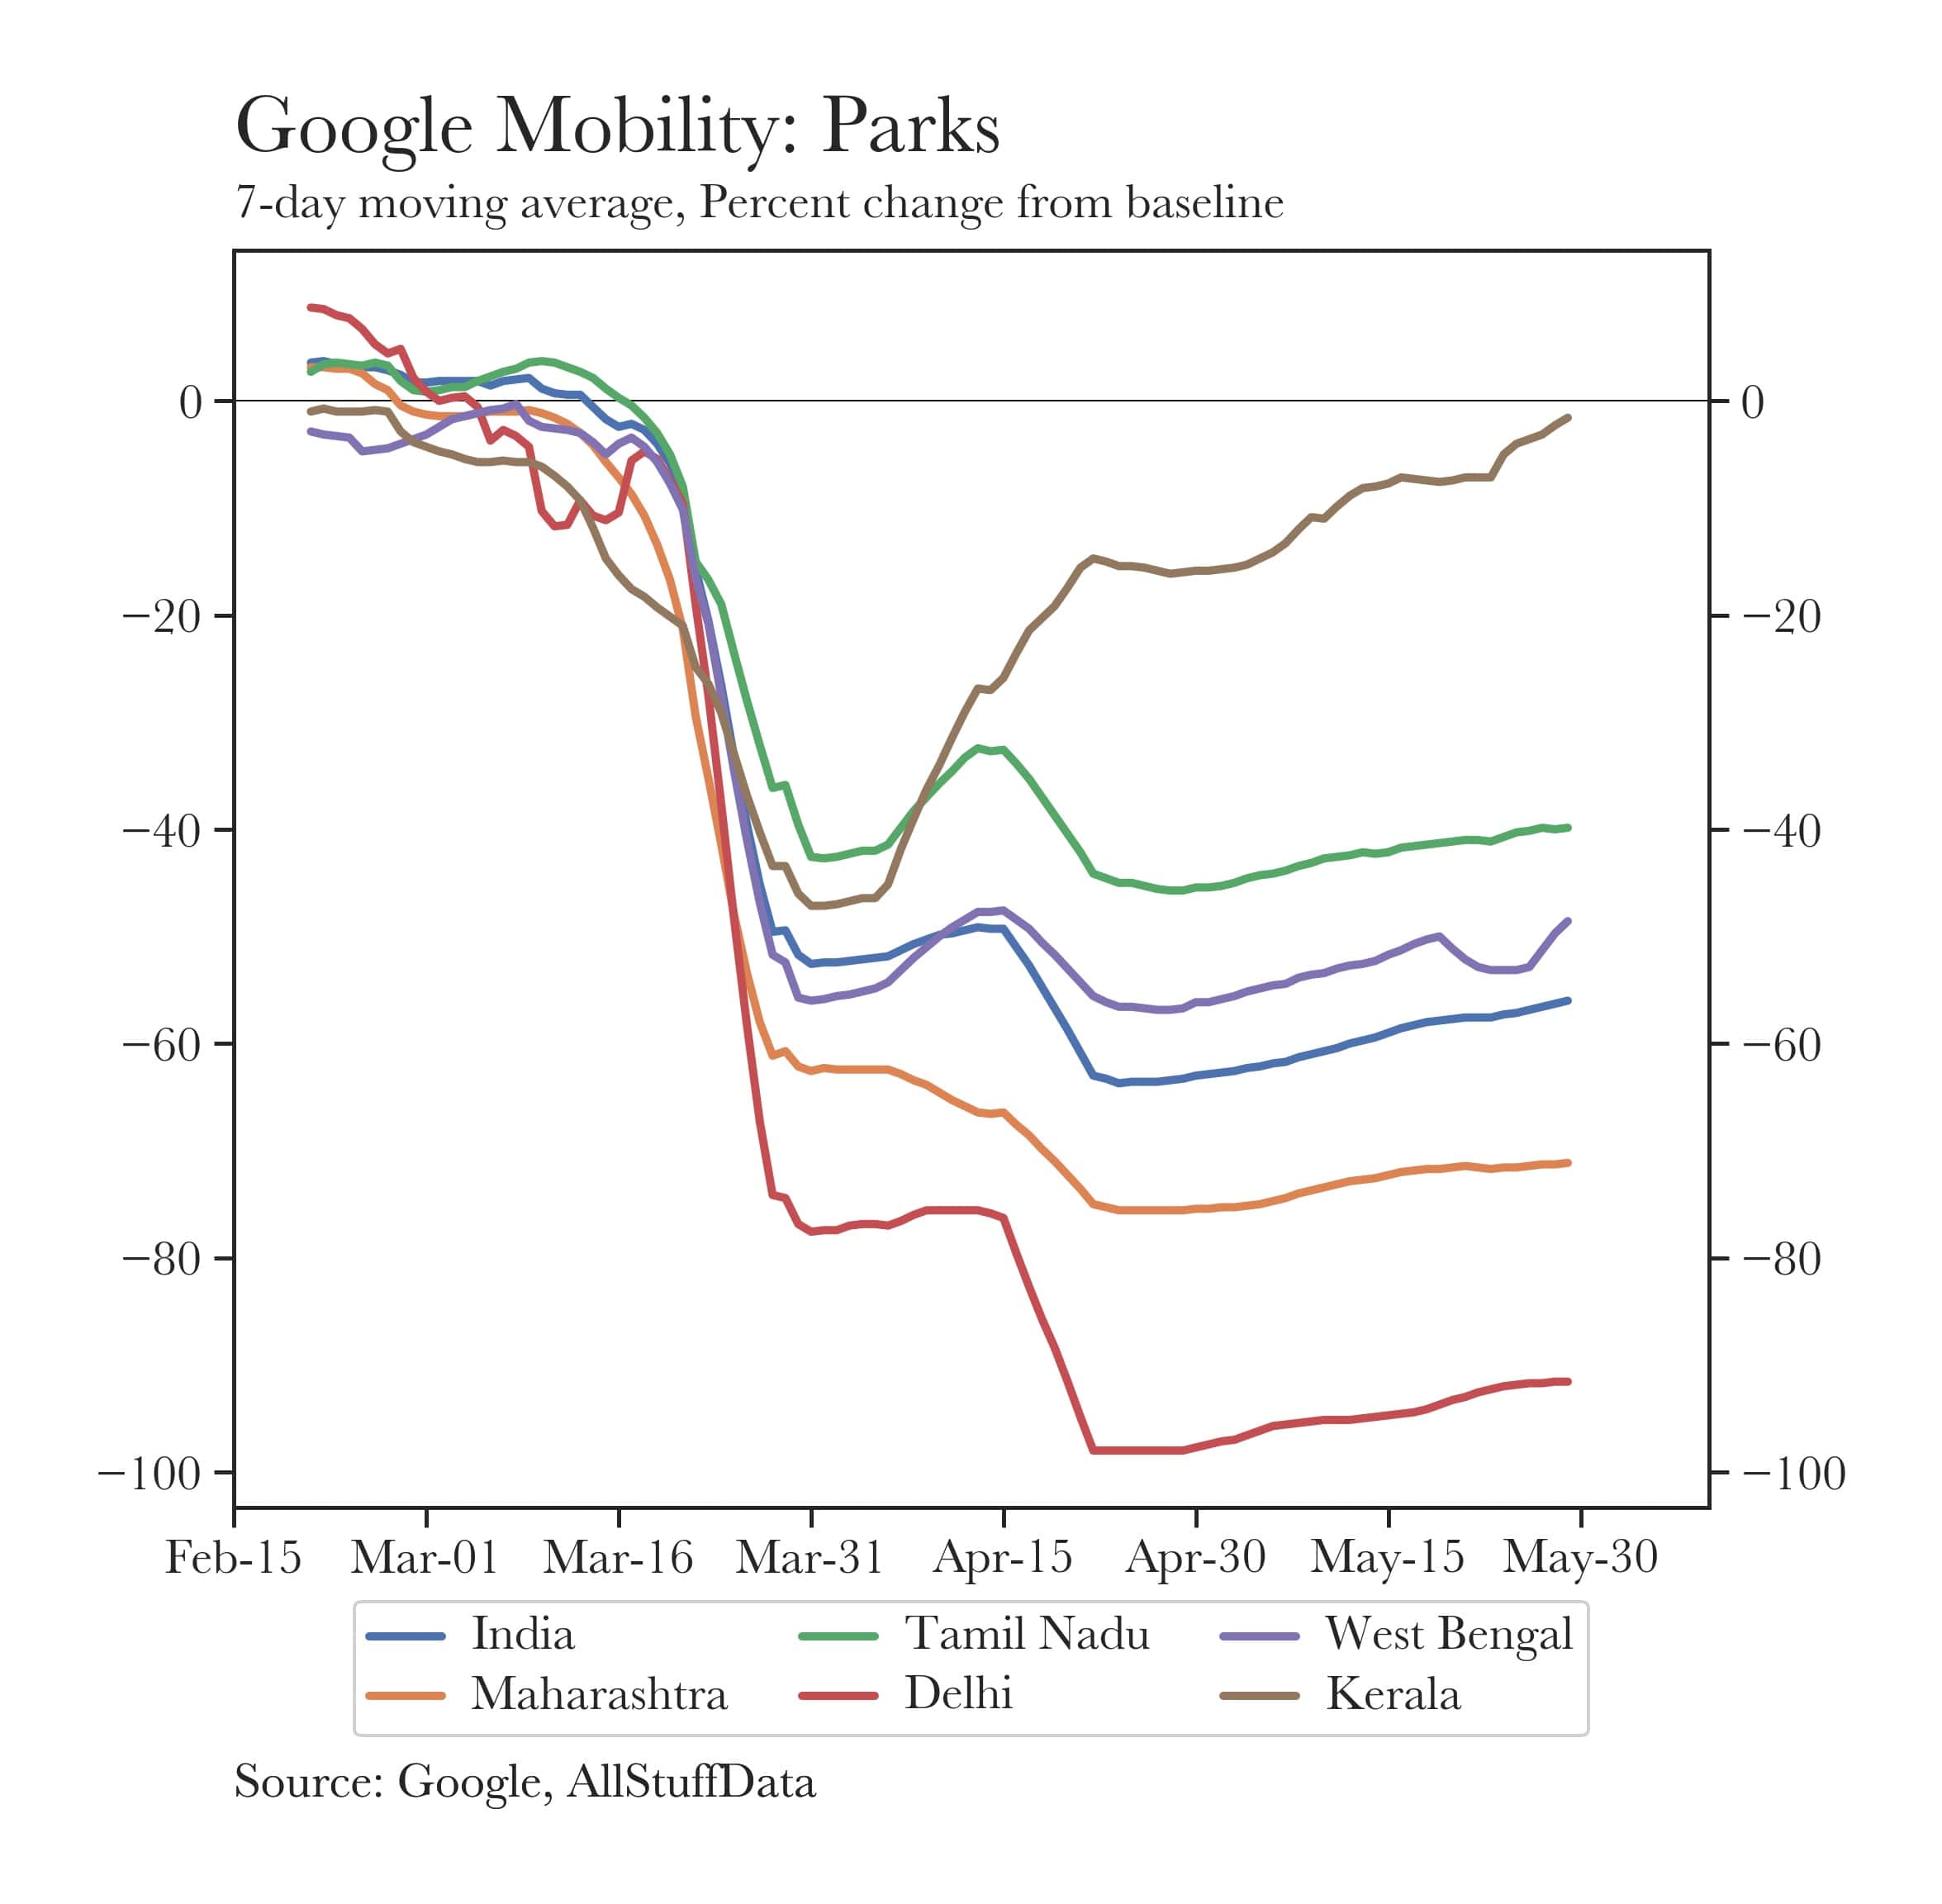 Google Mobility: Parks
7-day moving average, Percent change from baseline
0 0
−20 −20
−40 −40
−60 −60
−80 −80
−100 −100
Feb-15 Mar-01 Mar-16 Mar-31 Apr-15 Apr-30 May-15 May-30
India Tamil Nadu West Bengal
Maharashtra Delhi Kerala
Source: Google, AllStuffData